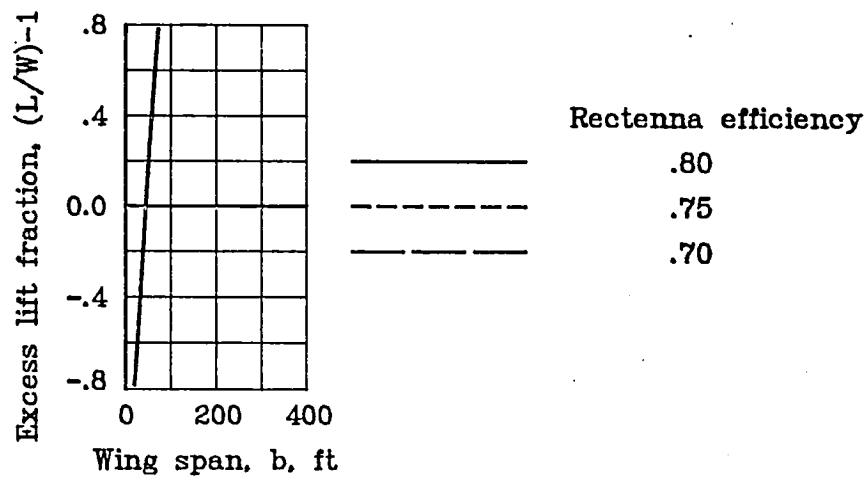 Excess lift fraction, (L/W)-1
.8
.4
0.0
-.4
-.8
0 200 400
Wing span, b, ft
Rectenna efficiency
.80
.75
.70